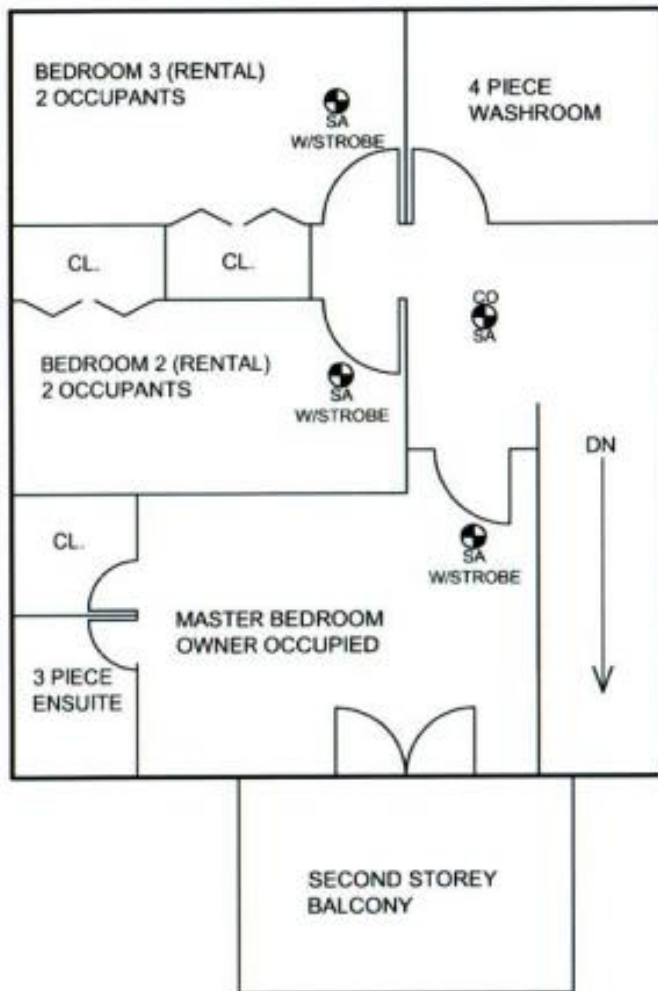 BEDROOM 3 (RENTAL)
2 OCCUPANTS
SA
W/STROBE
4 PIECE
WASHROOM
CL.
CL.
CO
SA
BEDROOM 2 (RENTAL)
2 OCCUPANTS
SA
W/STROBE
DN
CL.
SA
W/STROBE
MASTER BEDROOM
OWNER OCCUPIED
3 PIECE
ENSUITE
SECOND STOREY
BALCONY